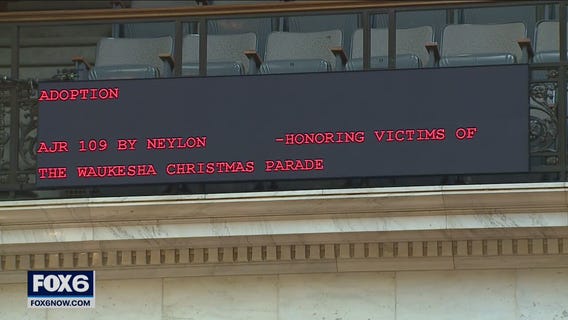 ADOPTION
AJR 109 BY NEYLON -HONORING VICTIMS OF
THE WAUKESHA CHRISTMAS PARADE
FOX6
FOX6NOW.COM